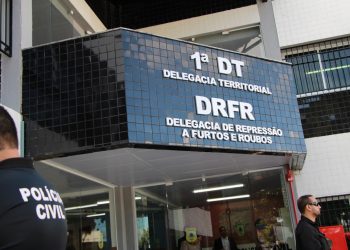 1ª DT
DELEGACIA TERRITORIAL
DRFR
DELEGACIA DE REPRESSÃO
A FURTOS E ROUBOS
POLÍCIA
CIVIL